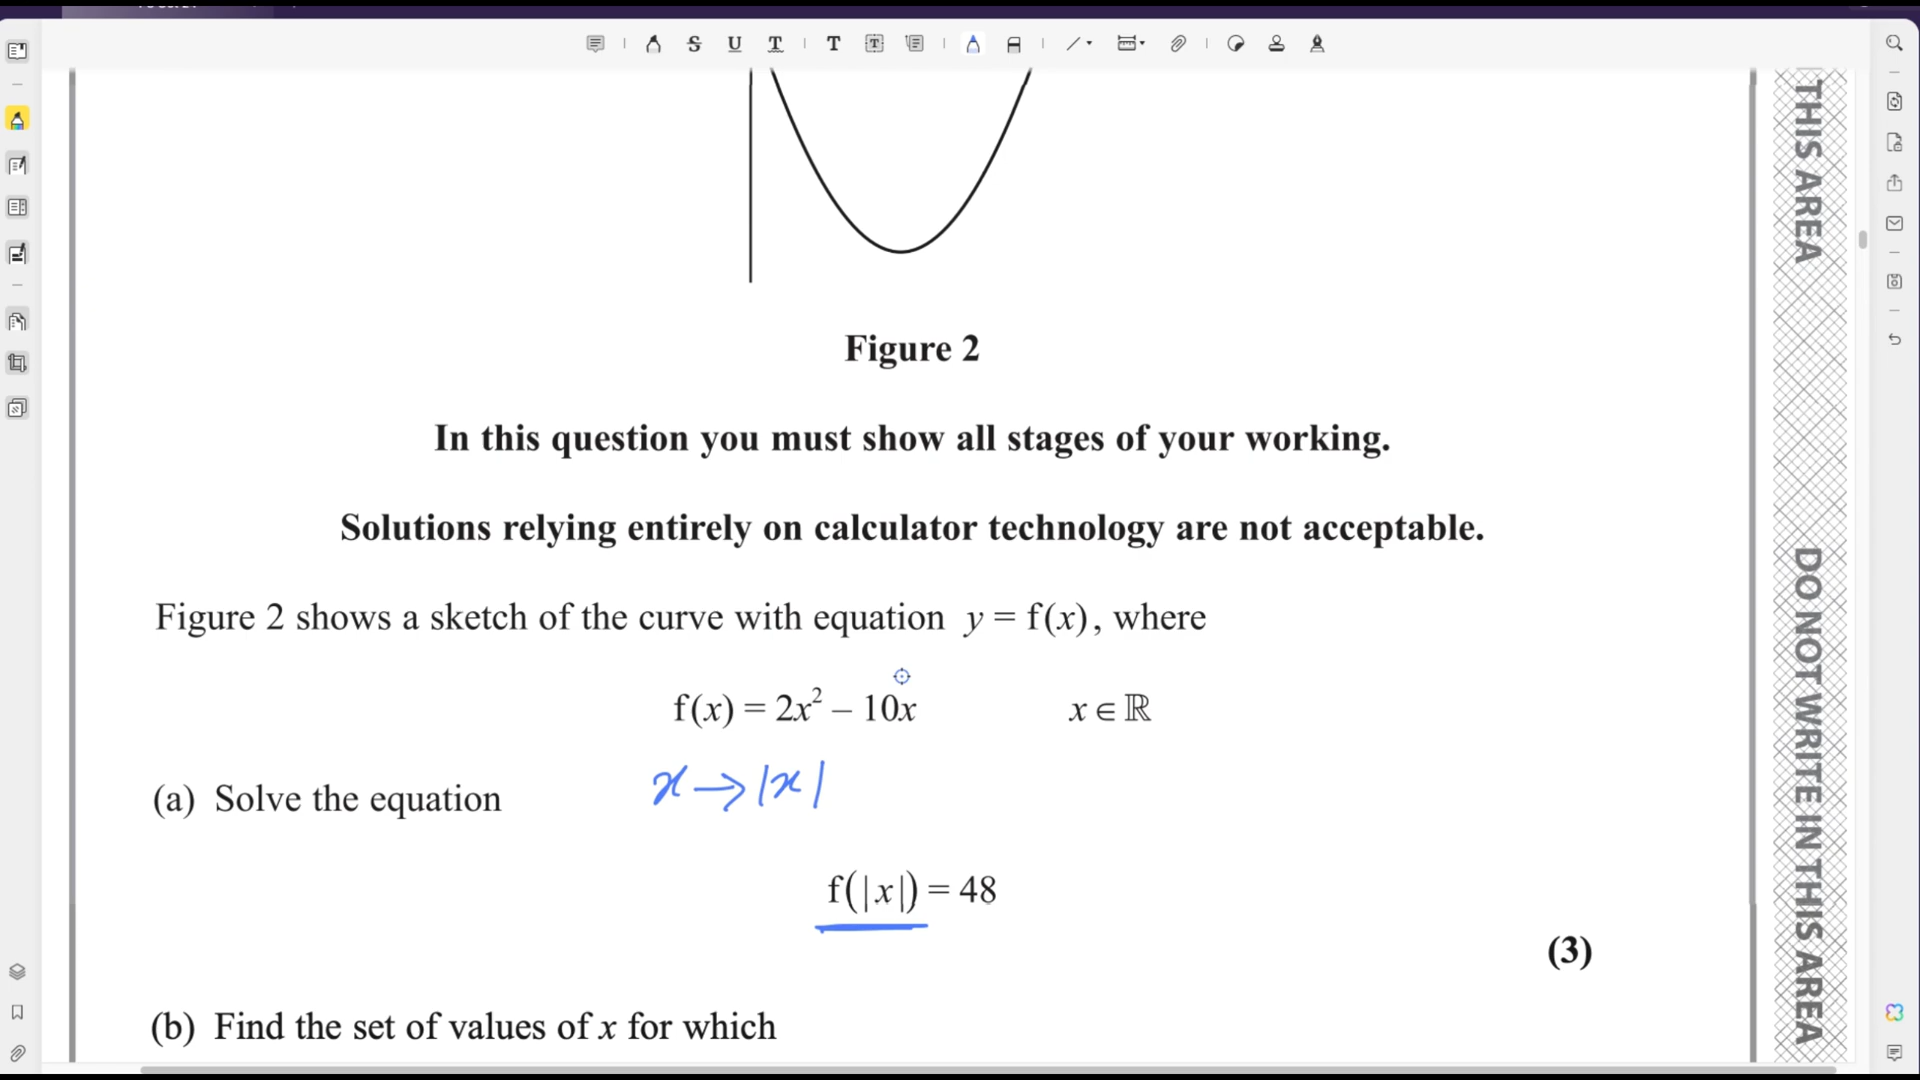 Figure 2
In this question you must show all stages of your working.
Solutions relying entirely on calculator technology are not acceptable.
Figure 2 shows a sketch of the curve with equation y = f(x), where
f(x) = 2x² – 10x x ∈ ℝ
x → |x|
(a) Solve the equation
f(|x|) = 48
(3)
(b) Find the set of values of x for which
THIS AREA
DO NOT WRITE IN THIS AREA